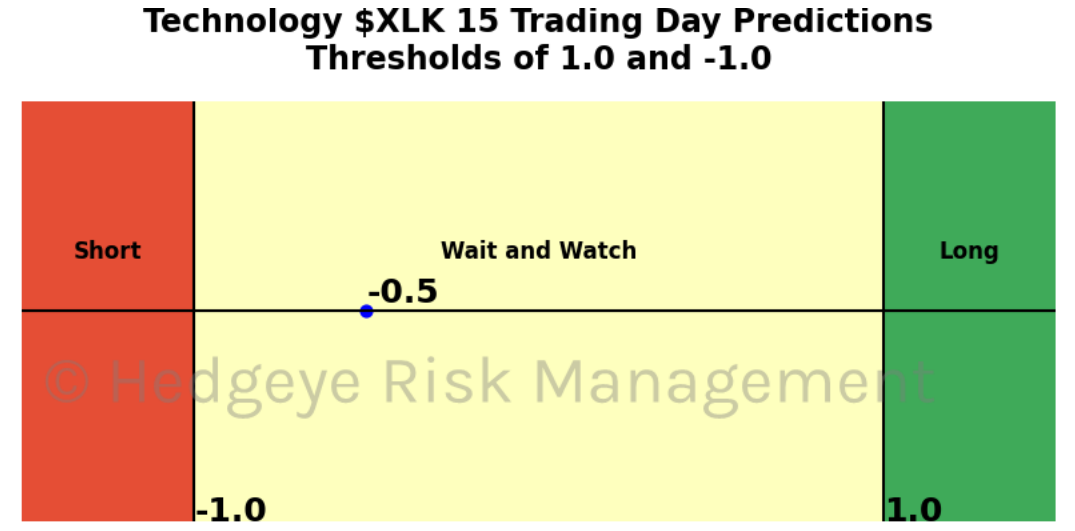 Technology $XLK 15 Trading Day Predictions
Thresholds of 1.0 and -1.0
Short
Wait and Watch
Long
-0.5
© Hedgeye Risk Management
-1.0
1.0